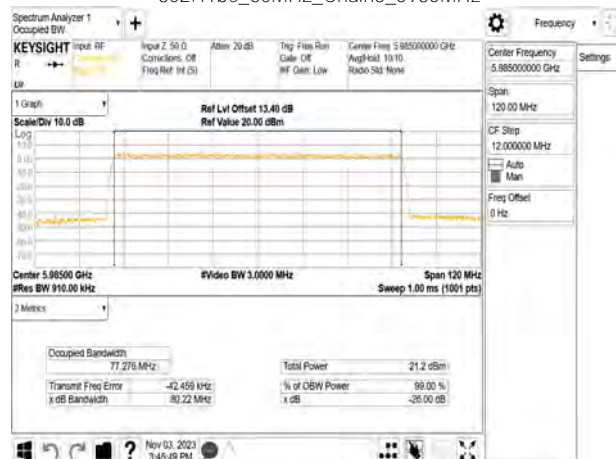 Spectrum Analyzer 1
Occupied BW
+
Frequency
KEYSIGHT Input: RF
R
Input Z: 50 Ω
Corrections: Off
Freq Ref: Int (S)
Atten: 20 dB
Trig: Free Run
Gate: Off
#IF Gain: Low
Center Freq: 5.985000000 GHz
Avg|Hold: 10/10
Radio Std: None
Center Frequency
5.985000000 GHz
Settings
Span
120.00 MHz
CF Step
12.000000 MHz
Auto
Man
Freq Offset
0 Hz
1 Graph
Scale/Div 10.0 dB
Ref Lvl Offset 13.40 dB
Ref Value 20.00 dBm
Log
Center 5.98500 GHz
#Res BW 910.00 kHz
#Video BW 3.0000 MHz
Span 120 MHz
Sweep 1.00 ms (1001 pts)
2 Metrics
Occupied Bandwidth
77.276 MHz
Total Power 21.2 dBm
Transmit Freq Error -42.459 kHz
% of OBW Power 99.00 %
x dB Bandwidth 80.22 MHz
x dB -26.00 dB
?
Nov 03, 2023
3:45:49 PM